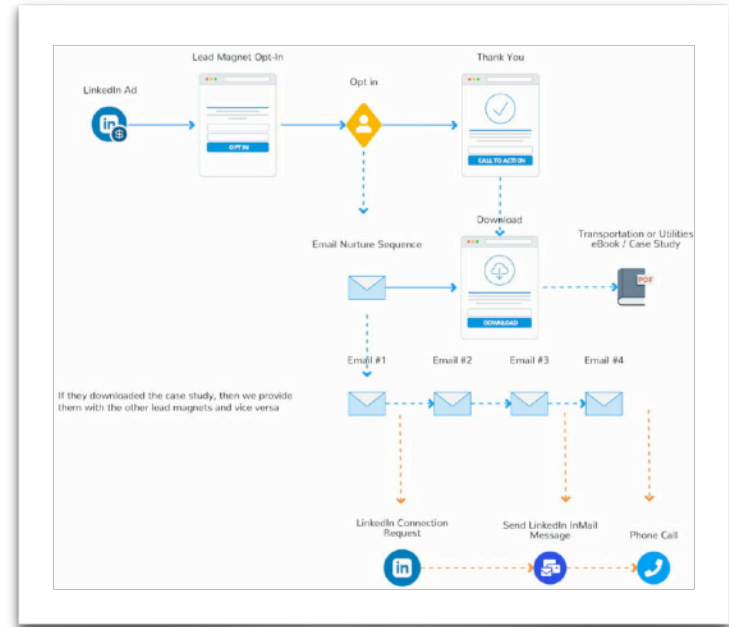 Lead Magnet Opt-In
Thank You
Opt in
LinkedIn Ad
in
$
OPT IN
CALL TO ACTION
Download
Transportation or Utilities
eBook / Case Study
Email Nurture Sequence
PDF
DOWNLOAD
Email #1
Email #2
Email #3
Email #4
If they downloaded the case study, then we provide
them with the other lead magnets and vice versa
LinkedIn Connection
Request
Send LinkedIn InMail
Message
Phone Call
in